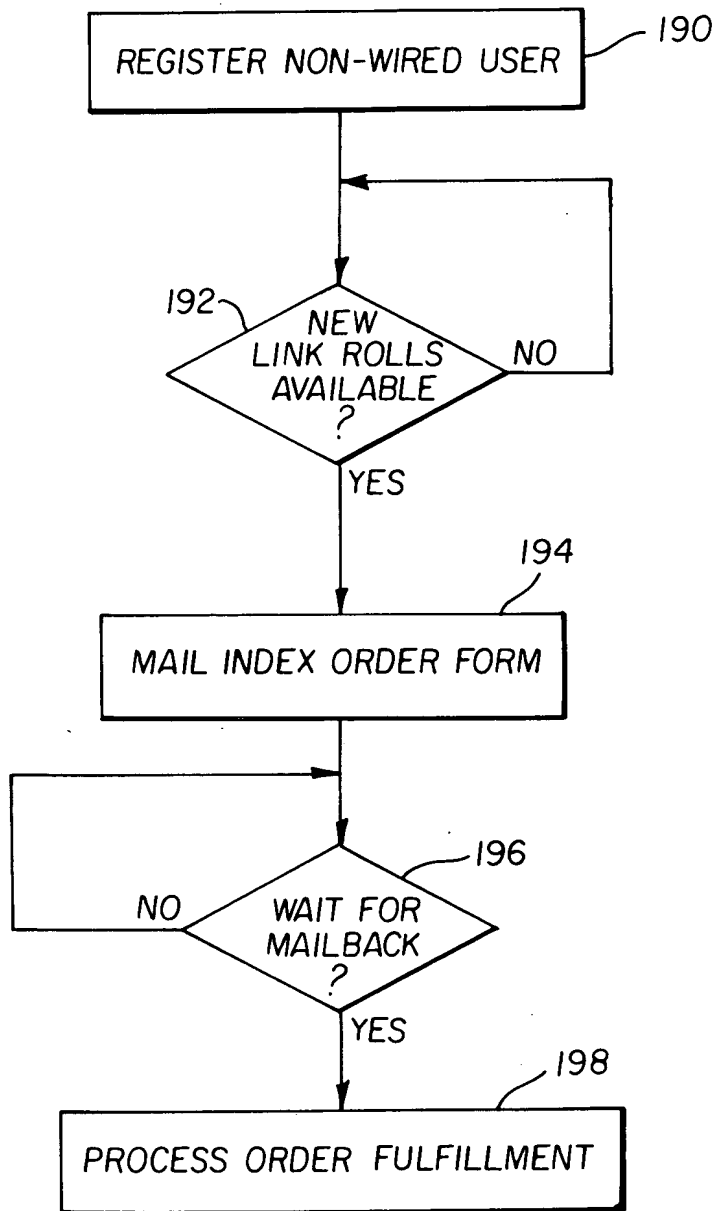 REGISTER NON-WIRED USER
190
192
NEW
LINK ROLLS
AVAILABLE
?
NO
YES
194
MAIL INDEX ORDER FORM
196
NO
WAIT FOR
MAILBACK
?
YES
198
PROCESS ORDER FULFILLMENT